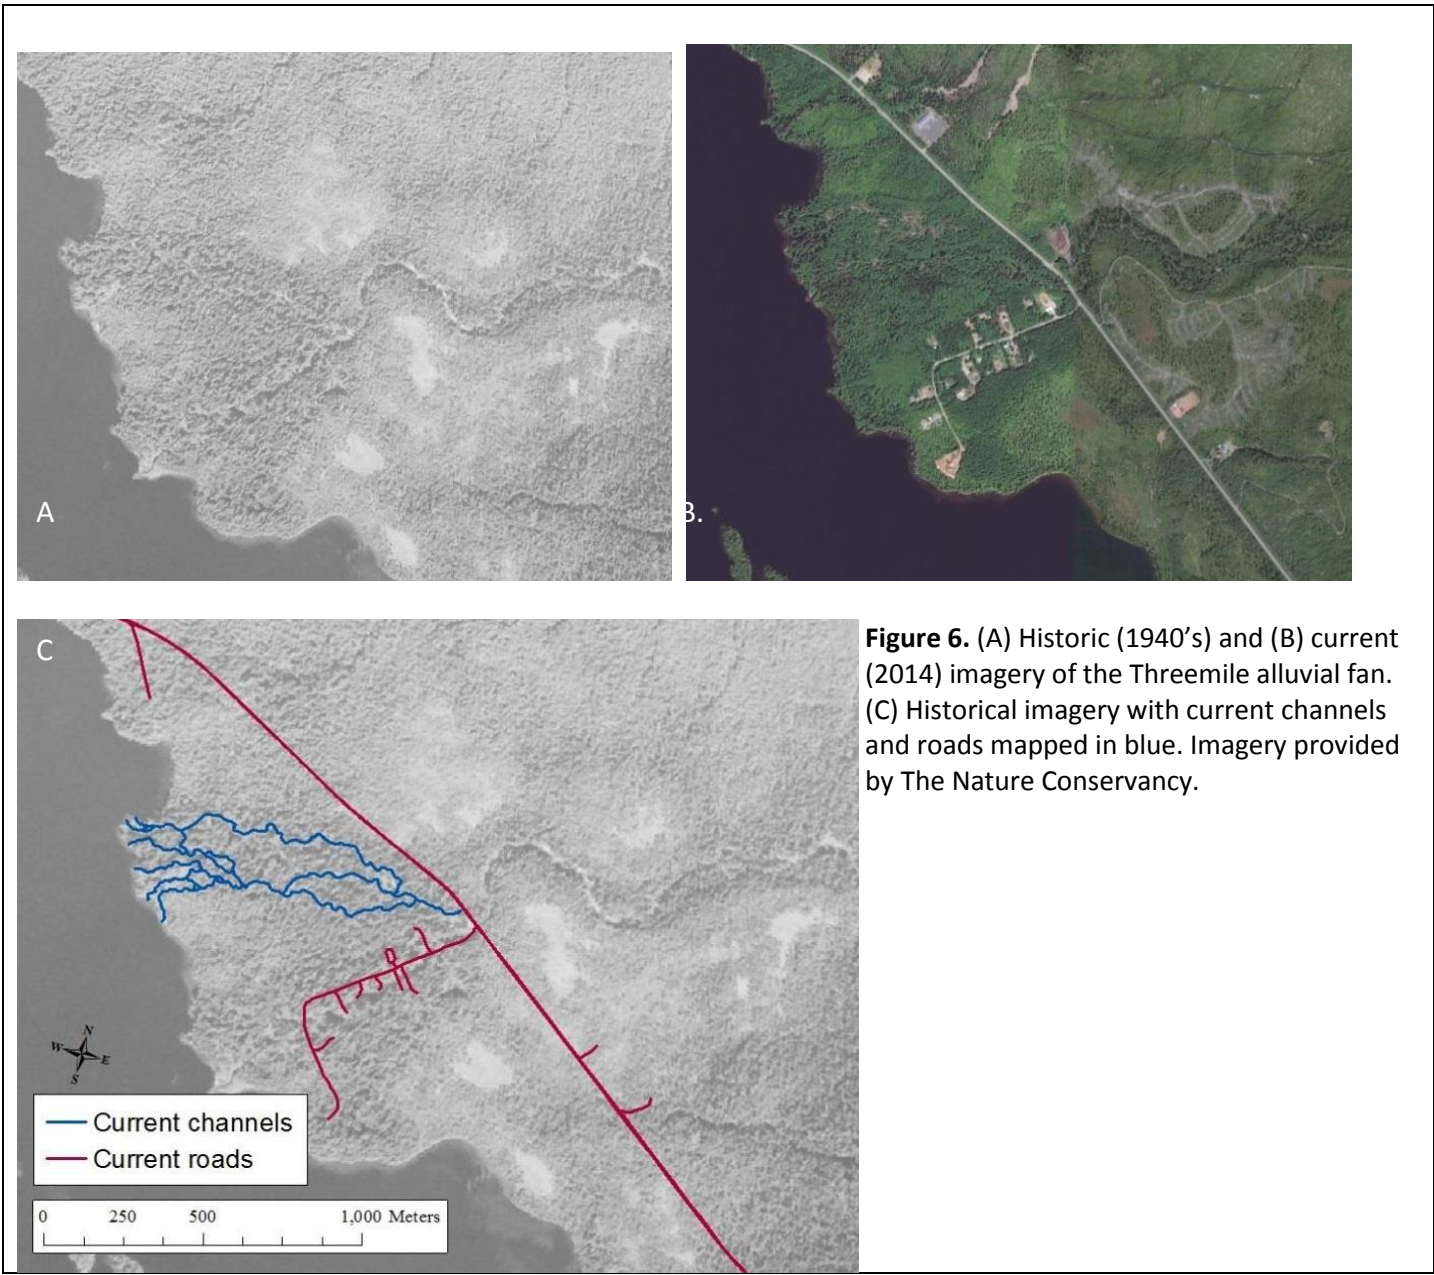 A
B.
C
Figure 6. (A) Historic (1940’s) and (B) current
(2014) imagery of the Threemile alluvial fan.
(C) Historical imagery with current channels
and roads mapped in blue. Imagery provided
by The Nature Conservancy.
N
W E
S
Current channels
Current roads
0 250 500 1,000 Meters